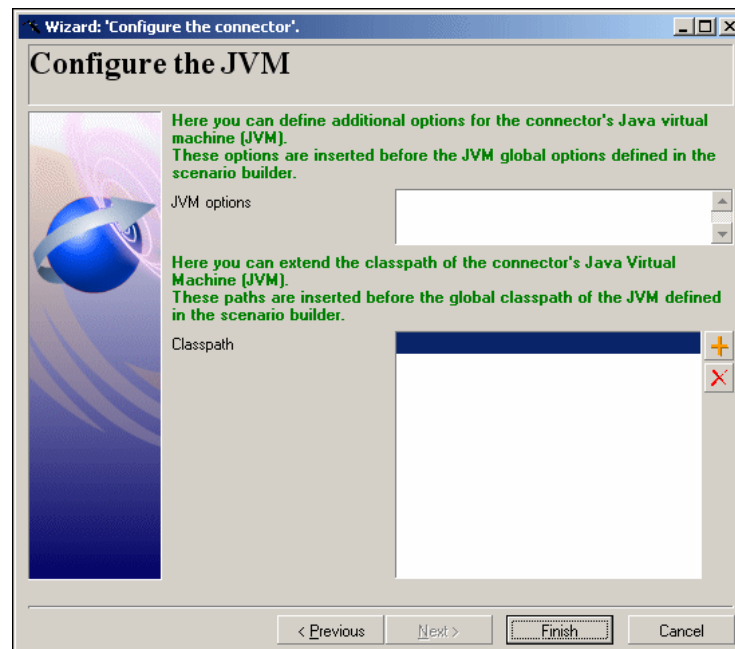 Wizard: 'Configure the connector'.
Configure the JVM
Here you can define additional options for the connector's Java virtual
machine (JVM).
These options are inserted before the JVM global options defined in the
scenario builder.
JVM options
Here you can extend the classpath of the connector's Java Virtual
Machine (JVM).
These paths are inserted before the global classpath of the JVM defined
in the scenario builder.
Classpath
< Previous
Next >
Finish
Cancel